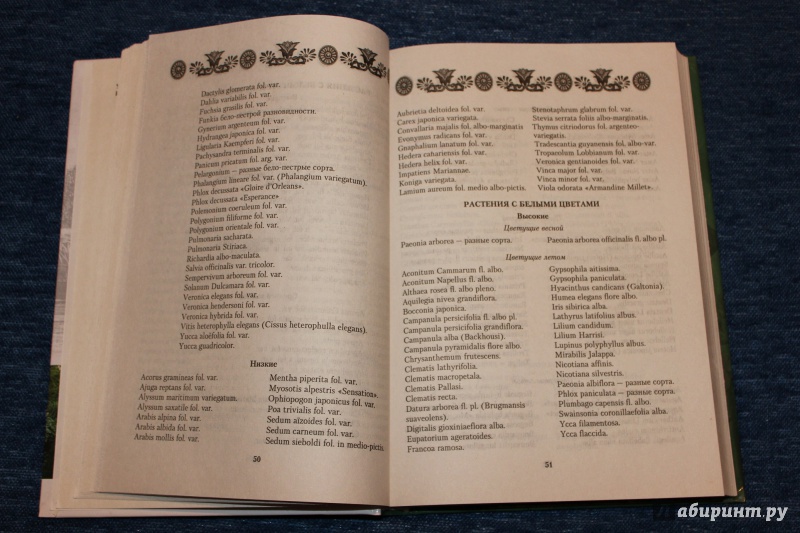 Dactylis glomerata fol. var.
Dahlia variabilis fol. var.
Fuchsia grasilis fol. var.
Funkia бело-пестрой разновидности.
Gynerium argenteum fol. var.
Hydrangea japonica fol. var.
Ligularia Kaempferi fol. var.
Pachysandra terminalis fol. var.
Panicum peicatum fol. arg. var.
Pelargonium — разные бело-пестрые сорта.
Phalangium lineare fol. var. (Phalangium variegatum).
Phlox decussata «Gloire d'Orleans».
Phlox decussata «Esperance»
Polemonium coeruleum fol. var.
Polygonium filiforme fol. var.
Polygonium orientale fol. var.
Pulmonaria sacharata.
Pulmonaria Stiriaca.
Richardia albo-maculata.
Salvia officinalis var. tricolor.
Sempervivum arboreum fol. var.
Solanum Dulcamara fol. var.
Veronica elegans fol. var.
Veronica hendersoni fol. var.
Veronica hybrida fol. var.
Vitis heterophylla elegans (Cissus heterophulla elegans).
Yucca aloëfolia fol. var.
Yucca quadricolor.
Низкие
Acorus gramineas fol. var.
Ajuga reptans fol. var.
Alyssum maritimum variegatum.
Alyssum saxatile fol. var.
Arabis alpina fol. var.
Arabis albida fol. var.
Arabis mollis fol. var.
Mentha piperita fol. var.
Myosotis alpestris «Sensation».
Ophiopogon japonicus fol. var.
Poa trivialis fol. var.
Sedum aïzoides fol. var.
Sedum carneum fol. var.
Sedum sieboldi fol. in medio-pictis.
50
Aubrietia deltoidea fol. var.
Carex japonica variegata.
Convallaria majalis fol. albo-marginatis
Evonymus radicans fol. var.
Gnaphalium lanatum fol. var.
Hedera cahariensis fol. var.
Hedera helix fol. var.
Impatiens Mariannae.
Koniga variegata.
Lamium aureum fol. medio albo-pictis.
Stenotaphrum glabrum fol. var.
Stevia serrata foliis albo-marginatis.
Thymus citriodorus fol. argenteo-
variegatis.
Tradescantia guyanensis fol. albo-var.
Tropaeolum Lobbianum fol. var.
Veronica gentianoides fol. var.
Vinca major fol. var.
Vinca minor fol. var.
Viola odorata «Armandine Millet».
РАСТЕНИЯ С БЕЛЫМИ ЦВЕТАМИ
Высокие
Цветущие весной
Paeonia arborea — разные сорта.
Paeonia arborea officinalis fl. albo pl.
Цветущие летом
Aconitum Cammarum fl. albo.
Aconitum Napellus fl. albo.
Althaea rosea fl. albo pleno.
Aquilegia nivea grandiflora.
Bocconia japonica.
Campanula persicifolia fl. albo pl.
Campanula persicifolia grandiflora.
Campanula alba (Backhousi).
Campanula pyramidalis flore albo.
Chrysanthemum frutescens.
Clematis lathyrifolia.
Clematis macropetala.
Clematis Pallasi.
Clematis recta.
Datura arborea fl. pl. (Brugmansis
suaveolens).
Digitalis gioxiniaeflora alba.
Eupatorium ageratoides.
Francoa ramosa.
Gypsophila aitissima.
Gypsophila paniculata.
Hyacinthus candicans (Galtonia).
Humea elegans flore albo.
Iris sibirica alba.
Lathyrus latifolius albus.
Lilium candidum.
Lilium Harrisi.
Lupinus polyphyllus albus.
Mirabilis Jalappa.
Nicotiana affinis.
Nicotiana silvestris.
Paeonia albiflora — разные сорта.
Phlox paniculata — разные сорта.
Plumbago capensis fl. albo.
Swainsonia coronillaefolia alba.
Ycca filamentosa.
Ycca flaccida.
51
Лабиринт.ру